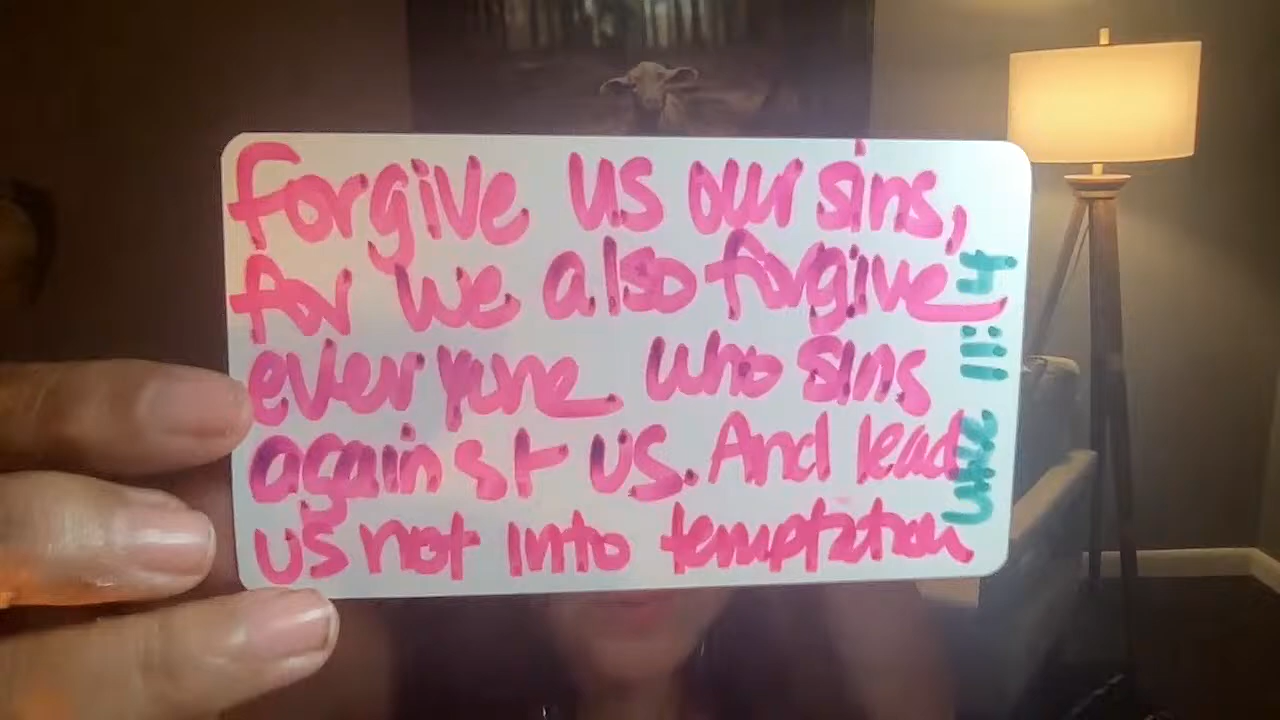 forgive us our sins,
for we also forgive
everyone who sins
against us. And lead
us not into temptation
Luke 11:4